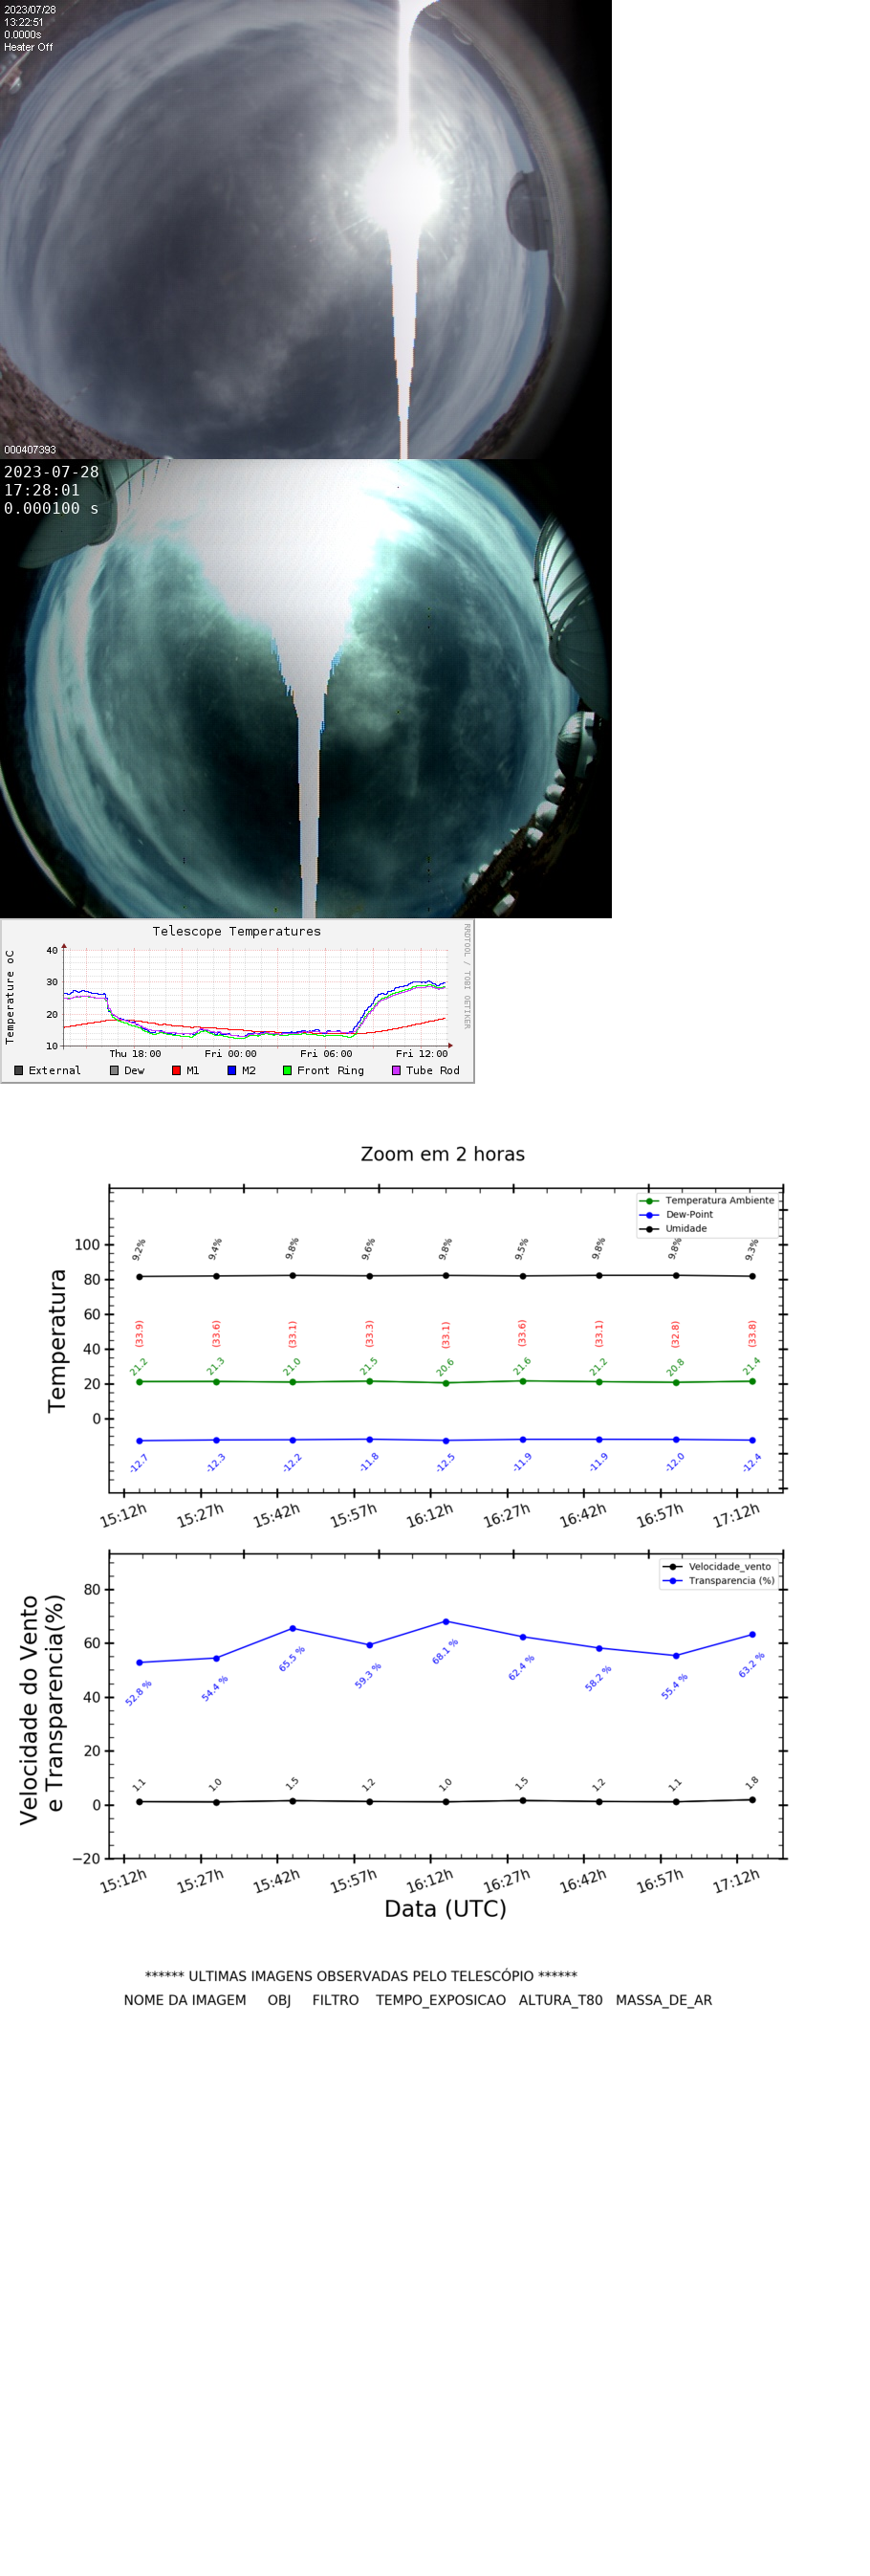 2023/07/28
13:22:51
0.0000s
Heater Off
000407393
2023-07-28
17:28:01
0.000100 s
Telescope Temperatures
RRDTOOL / TOBI OETIKER
Temperature oC
40
30
20
10
Thu 18:00 Fri 00:00 Fri 06:00 Fri 12:00
External Dew M1 M2 Front Ring Tube Rod
Zoom em 2 horas
Temperatura Ambiente
Dew-Point
Umidade
Temperatura
100
80
60
40
20
0
9.2% 9.4% 9.8% 9.6% 9.8% 9.5% 9.8% 9.8% 9.3%
(33.9) (33.6) (33.1) (33.3) (33.1) (33.6) (33.1) (32.8) (33.8)
21.2 21.3 21.0 21.5 20.6 21.6 21.2 20.8 21.4
-12.7 -12.3 -12.2 -11.8 -12.5 -11.9 -11.9 -12.0 -12.4
15:12h 15:27h 15:42h 15:57h 16:12h 16:27h 16:42h 16:57h 17:12h
Velocidade_vento
Transparencia (%)
Velocidade do Vento
e Transparencia(%)
80
60
40
20
0
−20
52.8 % 54.4 % 65.5 % 59.3 % 68.1 % 62.4 % 58.2 % 55.4 % 63.2 %
1.1 1.0 1.5 1.2 1.0 1.5 1.2 1.1 1.8
15:12h 15:27h 15:42h 15:57h 16:12h 16:27h 16:42h 16:57h 17:12h
Data (UTC)
****** ULTIMAS IMAGENS OBSERVADAS PELO TELESCÓPIO ******
NOME DA IMAGEM OBJ FILTRO TEMPO_EXPOSICAO ALTURA_T80 MASSA_DE_AR